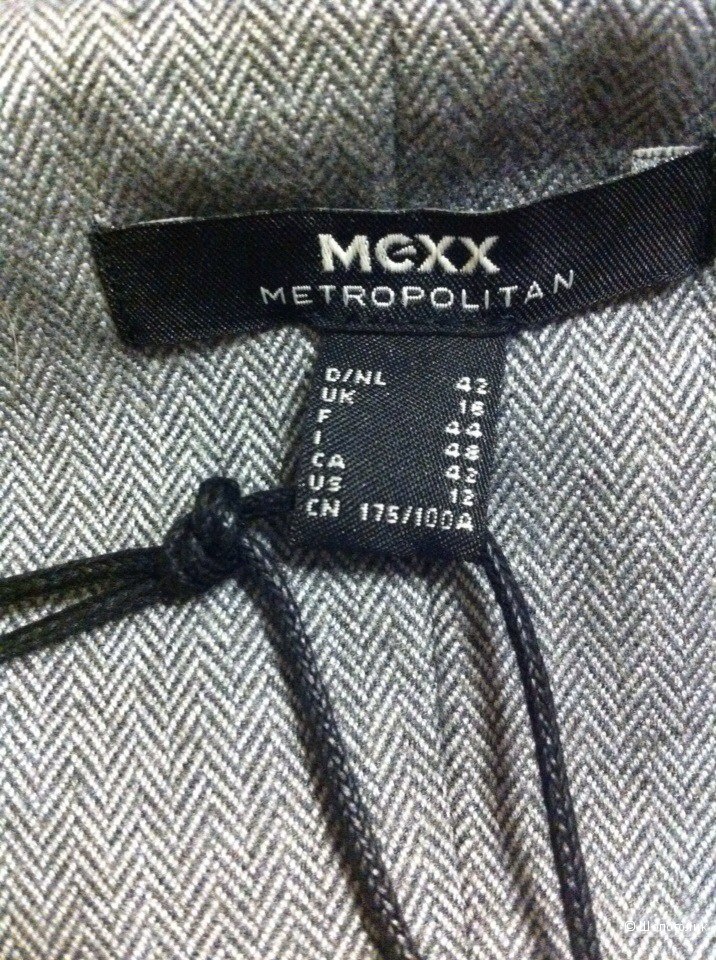 MEXX
METROPOLITAN
D/NL 42
UK 16
F 44
I 48
CA 42
US 12
CN 175/100A